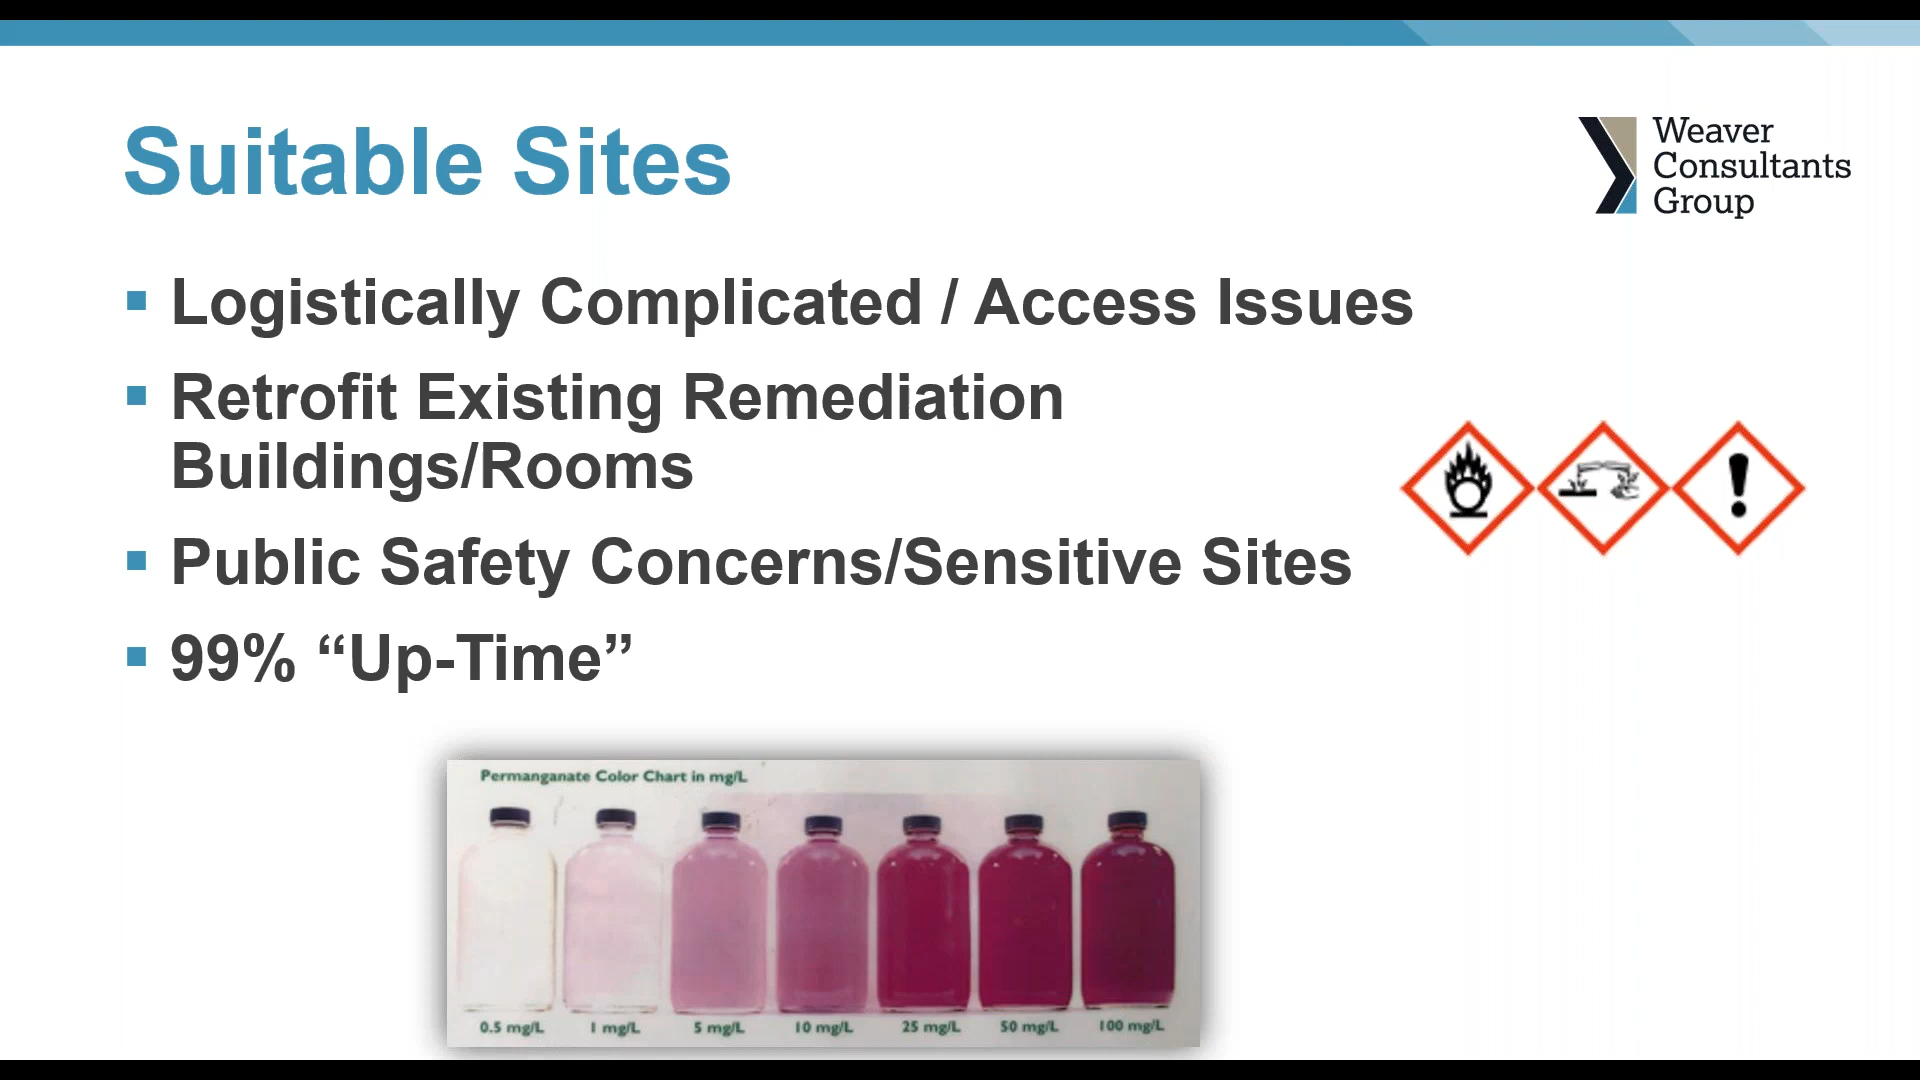 Suitable Sites
Weaver
Consultants
Group
Logistically Complicated / Access Issues
Retrofit Existing Remediation
Buildings/Rooms
Public Safety Concerns/Sensitive Sites
99% “Up-Time”
Permanganate Color Chart in mg/L
0.5 mg/L 1 mg/L 5 mg/L 10 mg/L 25 mg/L 50 mg/L 100 mg/L